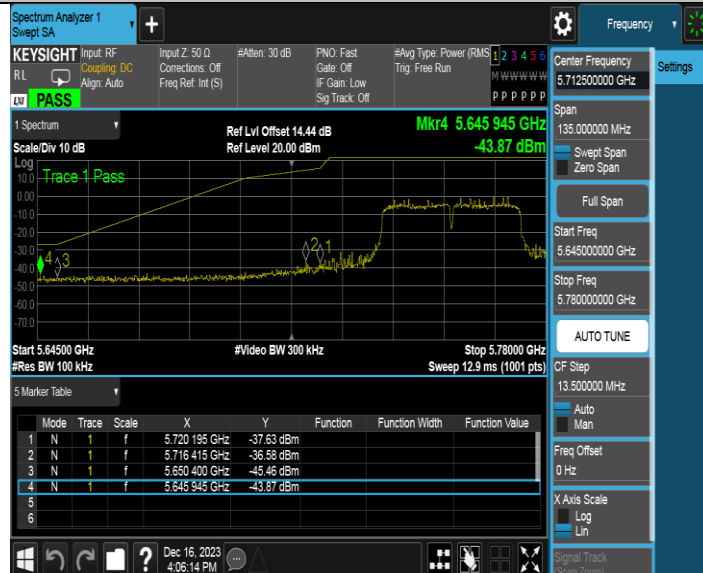 Spectrum Analyzer 1
Swept SA
+
Frequency
KEYSIGHT
RL
LXI PASS
Input: RF
Coupling: DC
Align: Auto
Input Z: 50 Ω
Corrections: Off
Freq Ref: Int (S)
#Atten: 30 dB
PNO: Fast
Gate: Off
IF Gain: Low
Sig Track: Off
#Avg Type: Power (RMS
Trig: Free Run
1 2 3 4 5 6
M W W W W W
P P P P P P
Center Frequency
5.712500000 GHz
Settings
Span
135.000000 MHz
Swept Span
Zero Span
Full Span
Start Freq
5.645000000 GHz
Stop Freq
5.780000000 GHz
AUTO TUNE
CF Step
13.500000 MHz
Auto
Man
Freq Offset
0 Hz
X Axis Scale
Log
Lin
Signal Track
(Span Zoom)
1 Spectrum
Scale/Div 10 dB
Ref Lvl Offset 14.44 dB
Ref Level 20.00 dBm
Mkr4 5.645 945 GHz
-43.87 dBm
Log
Trace 1 Pass
10.0
0.00
-10.0
-20.0
-30.0
-40.0
-50.0
-60.0
-70.0
4
3
2
1
Start 5.64500 GHz
#Res BW 100 kHz
#Video BW 300 kHz
Stop 5.78000 GHz
Sweep 12.9 ms (1001 pts)
5 Marker Table
Mode Trace Scale X Y Function Function Width Function Value
1 N 1 f 5.720 195 GHz -37.63 dBm
2 N 1 f 5.716 415 GHz -36.58 dBm
3 N 1 f 5.650 400 GHz -45.46 dBm
4 N 1 f 5.645 945 GHz -43.87 dBm
5
6
?
Dec 16, 2023
4:06:14 PM